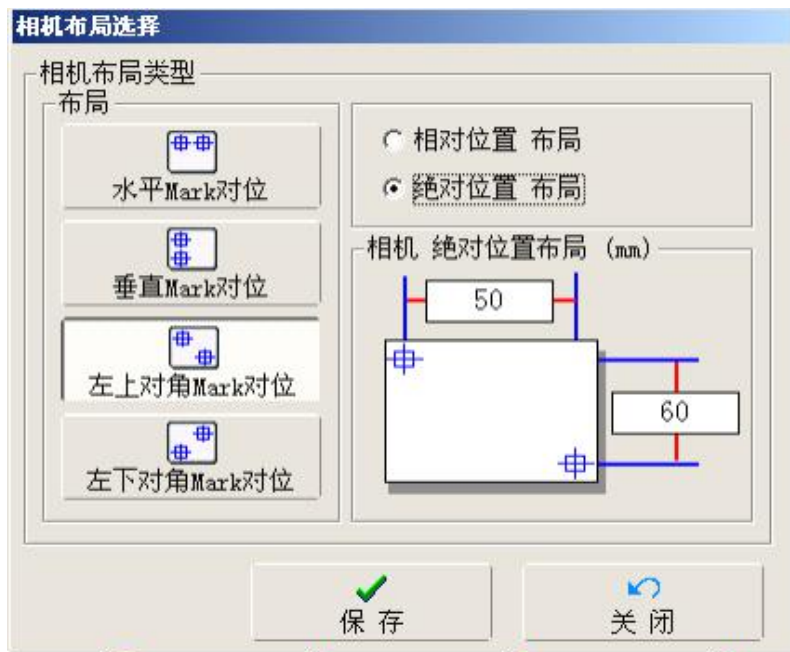 相机布局选择
相机布局类型
布局
水平Mark对位
垂直Mark对位
左上对角Mark对位
左下对角Mark对位
相对位置 布局
绝对位置 布局
相机 绝对位置布局 (mm)
50
60
保 存
关 闭